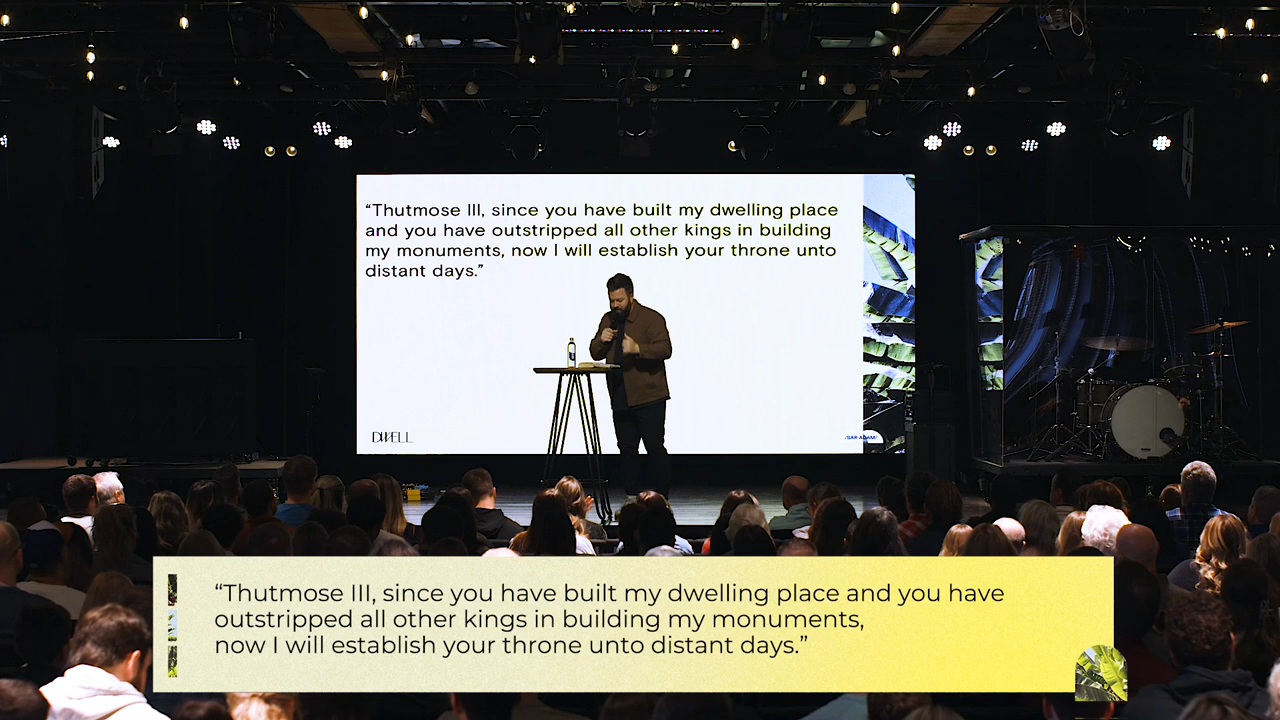 “Thutmose III, since you have built my dwelling place
and you have outstripped all other kings in building
my monuments, now I will establish your throne unto
distant days.”
DWELL
“Thutmose III, since you have built my dwelling place and you have
outstripped all other kings in building my monuments,
now I will establish your throne unto distant days.”